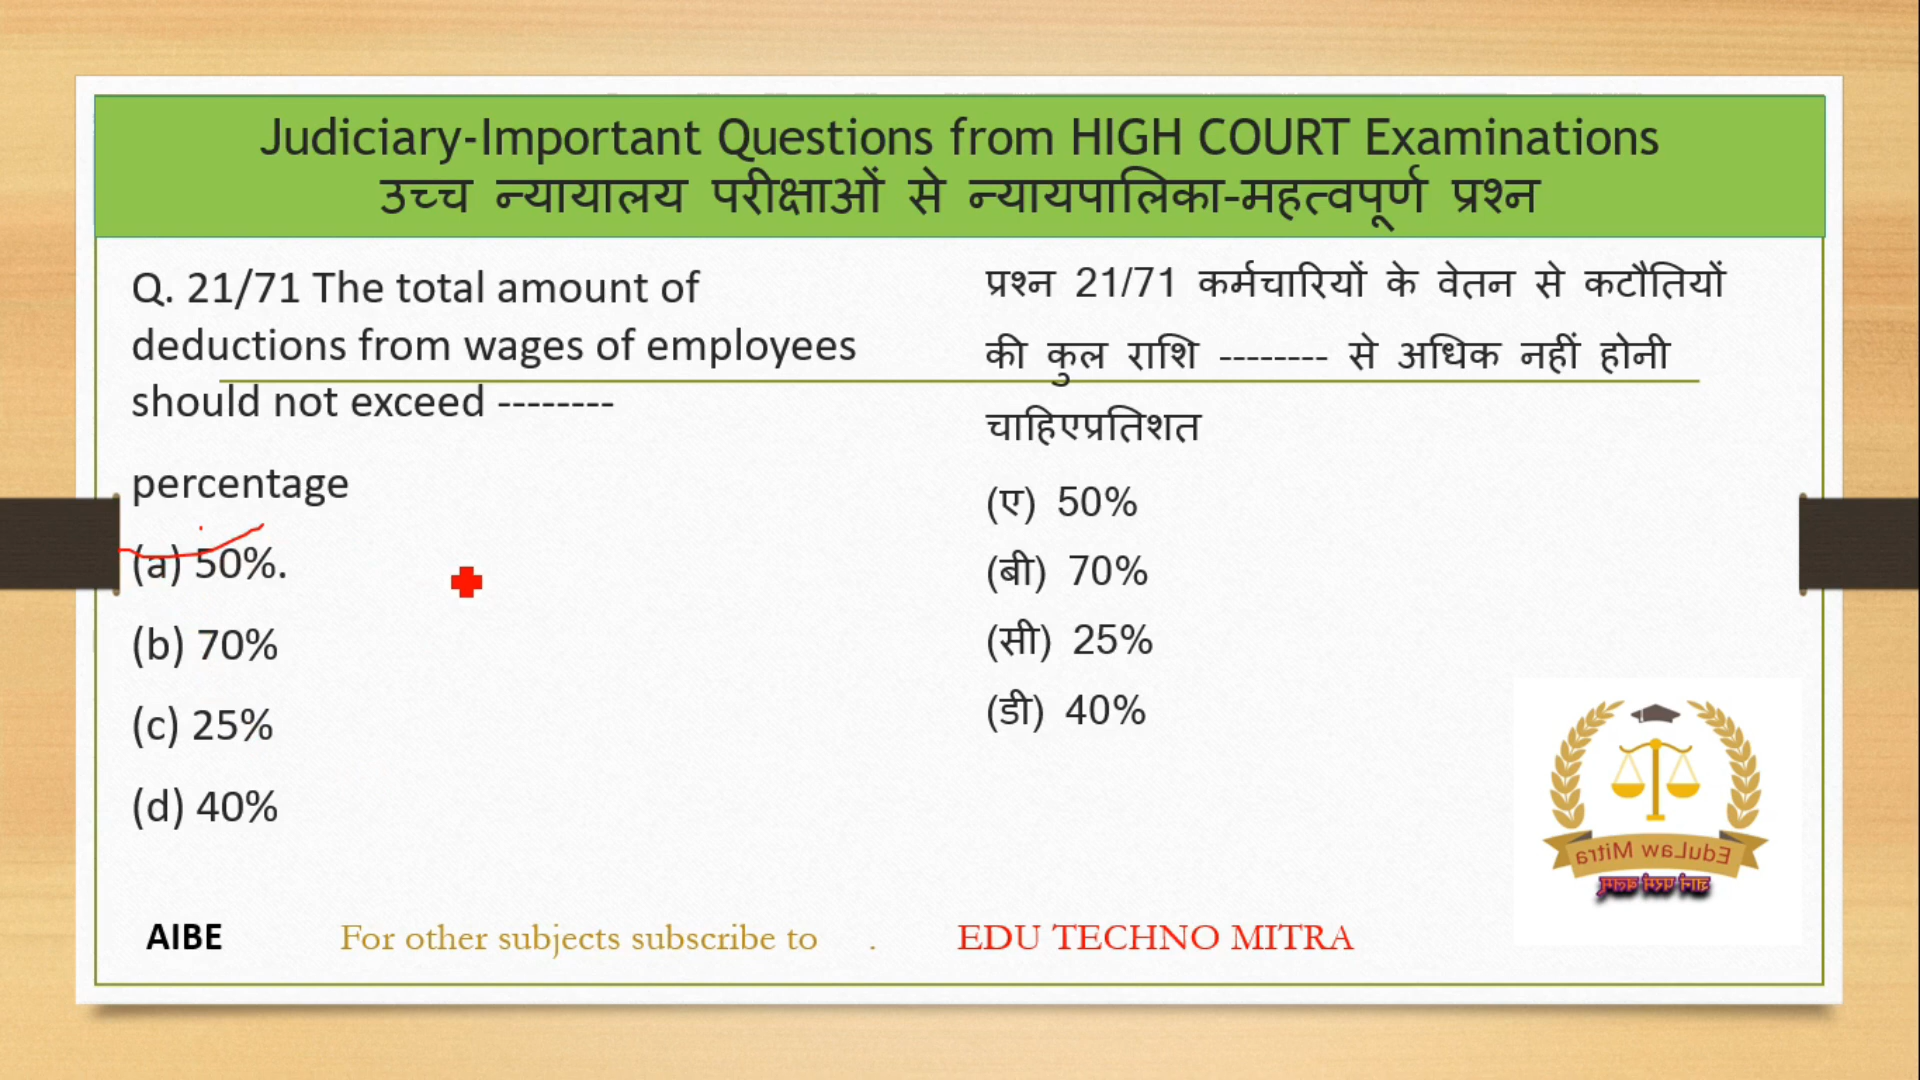 Judiciary-Important Questions from HIGH COURT Examinations
उच्च न्यायालय परीक्षाओं से न्यायपालिका-महत्वपूर्ण प्रश्न
Q. 21/71 The total amount of
deductions from wages of employees
should not exceed --------
percentage
(a) 50%.
(b) 70%
(c) 25%
(d) 40%
प्रश्न 21/71 कर्मचारियों के वेतन से कटौतियों
की कुल राशि -------- से अधिक नहीं होनी
चाहिएप्रतिशत
(ए) 50%
(बी) 70%
(सी) 25%
(डी) 40%
EduLaw Mitra
ज्ञानं परमं बलम्
AIBE For other subjects subscribe to . EDU TECHNO MITRA